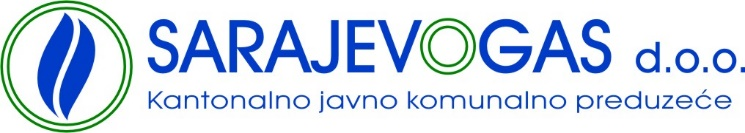 SARAJEVOGAS d.o.o.
Kantonalno javno komunalno preduzeće